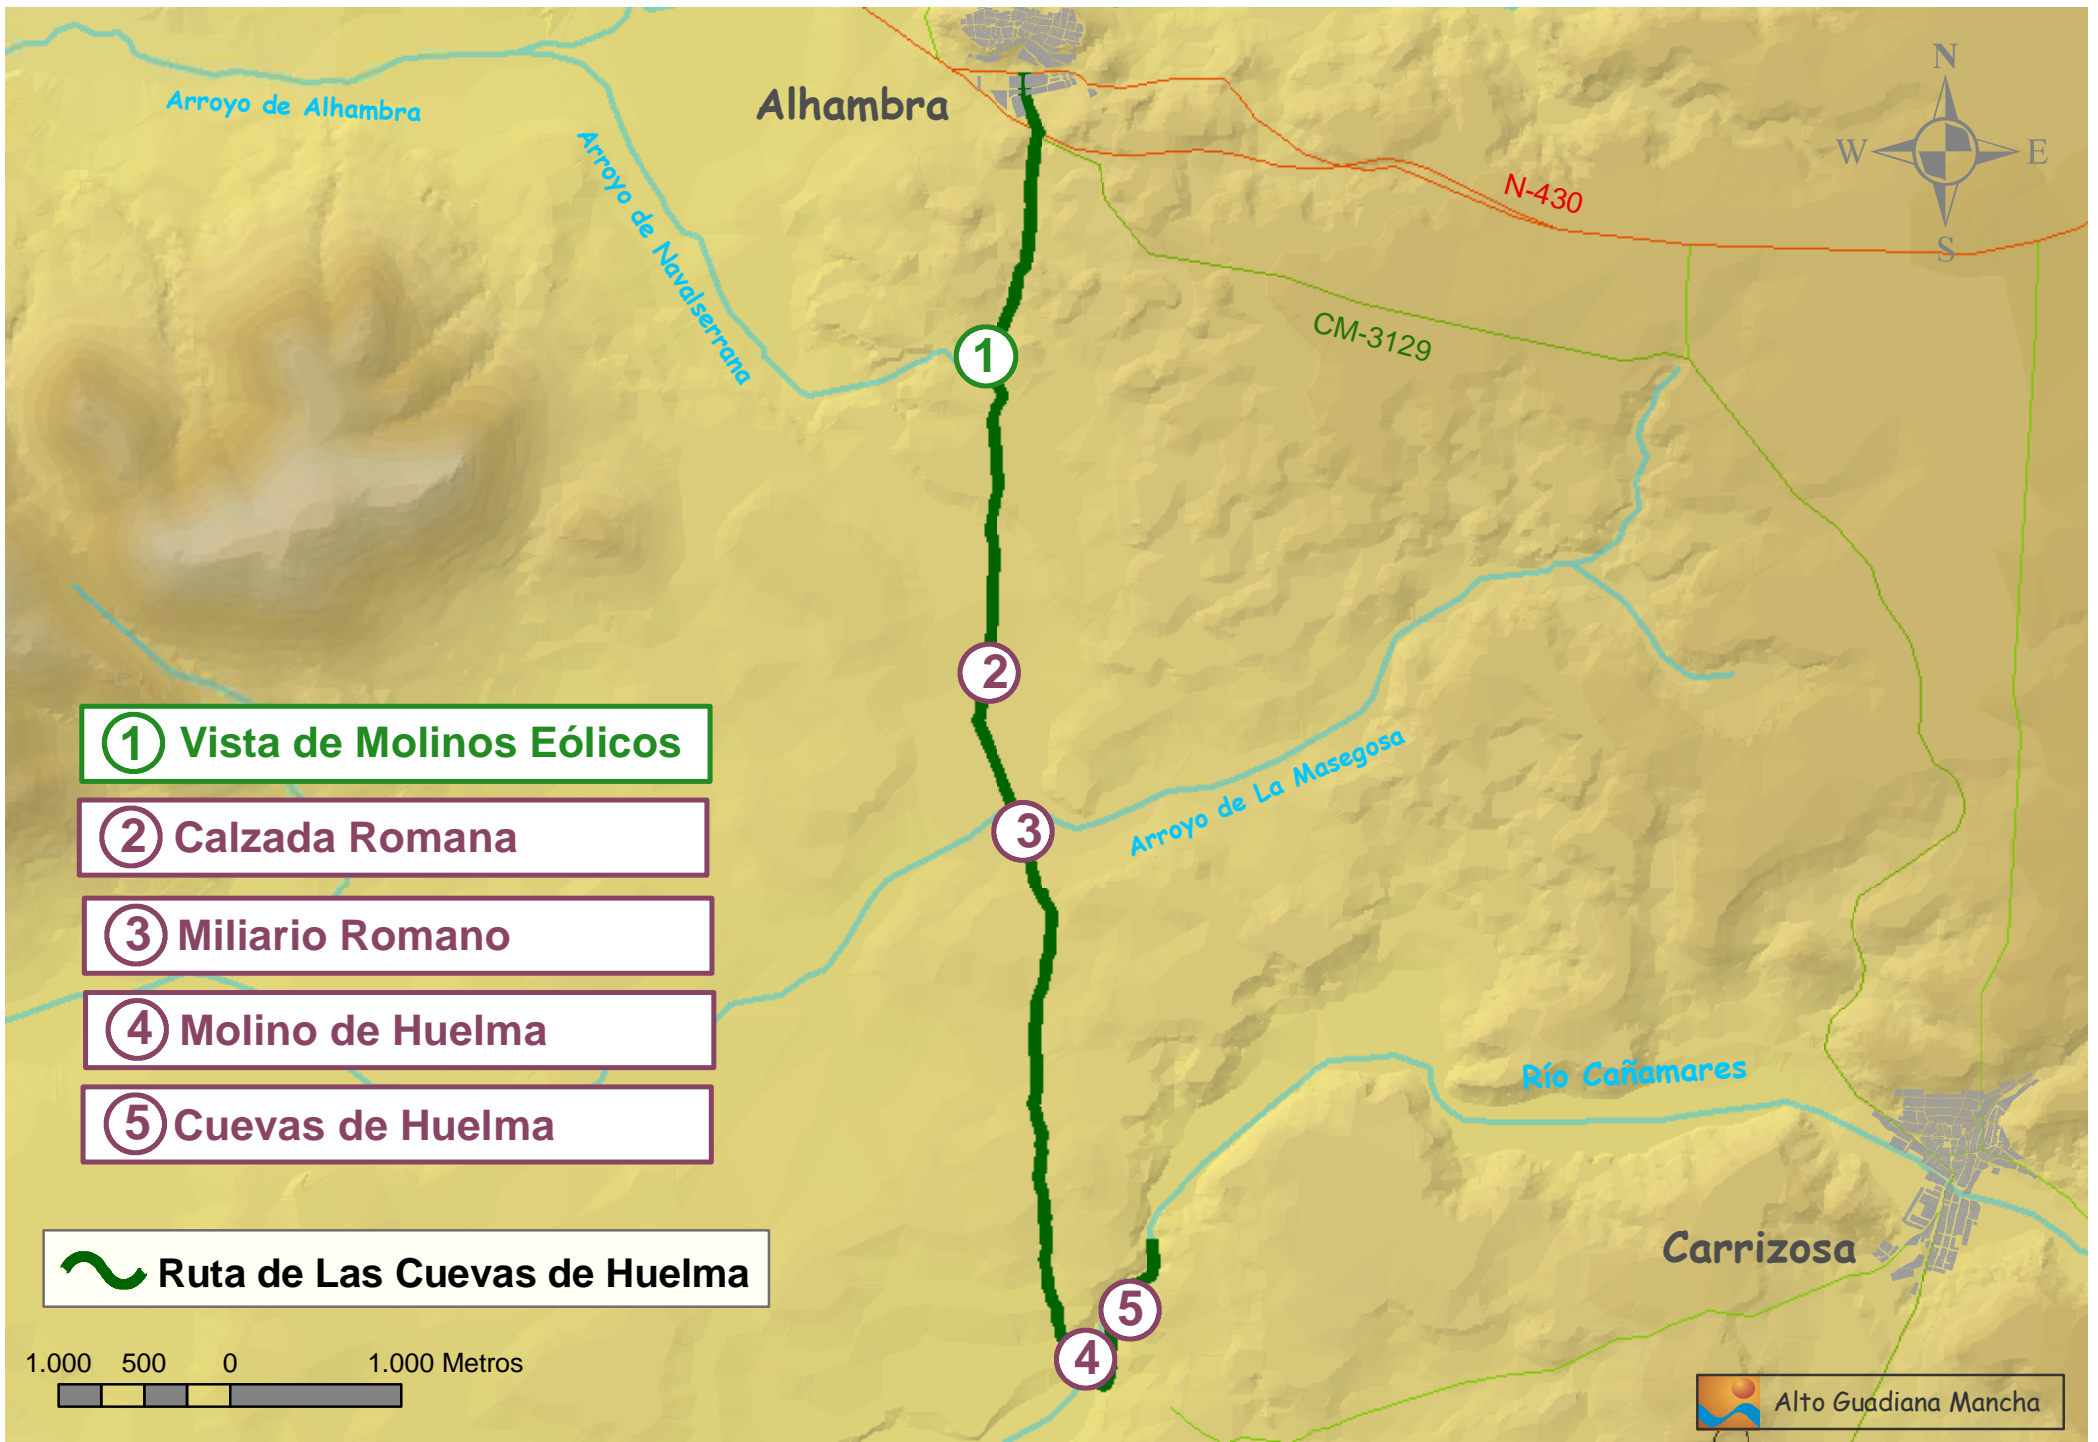 Arroyo de Alhambra
Alhambra
N
W
E
S
Arroyo de Navalserrana
N-430
CM-3129
1
2
3
4
5
1 Vista de Molinos Eólicos
2 Calzada Romana
3 Miliario Romano
4 Molino de Huelma
5 Cuevas de Huelma
Arroyo de La Masegosa
Río Cañamares
Carrizosa
Ruta de Las Cuevas de Huelma
1.000 500 0 1.000 Metros
Alto Guadiana Mancha